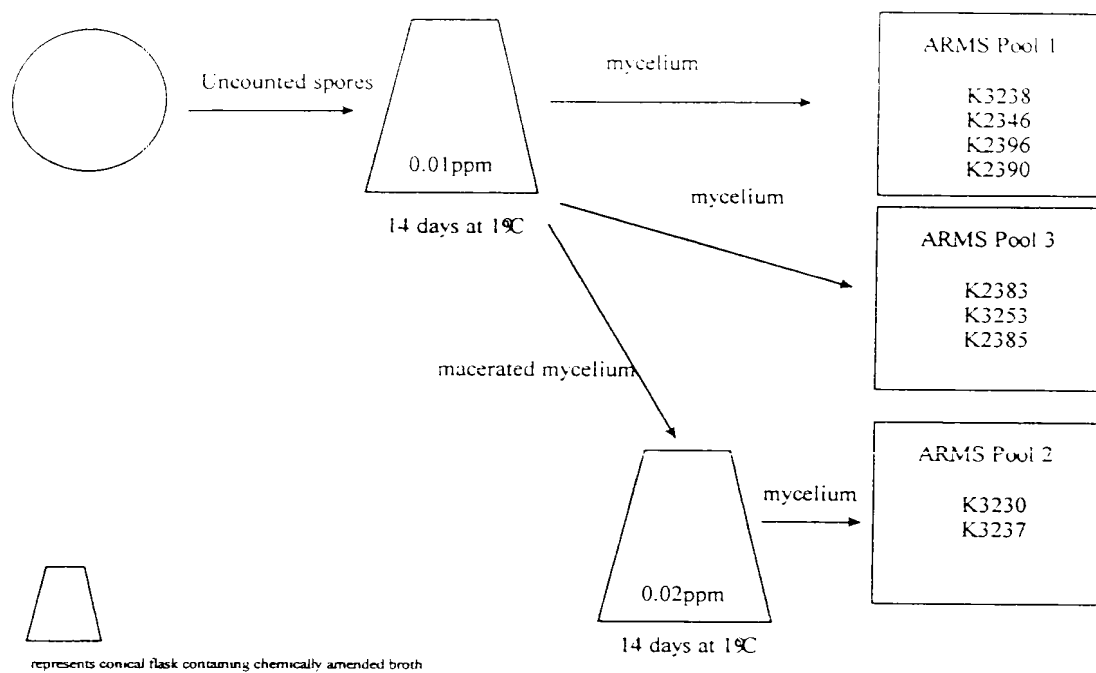 Uncounted spores
0.01ppm
14 days at 19°C
mycelium
ARMS Pool 1
K3238
K2346
K2396
K2390
mycelium
ARMS Pool 3
K2383
K3253
K2385
macerated mycelium
0.02ppm
14 days at 19°C
mycelium
ARMS Pool 2
K3230
K3237
represents conical flask containing chemically amended broth